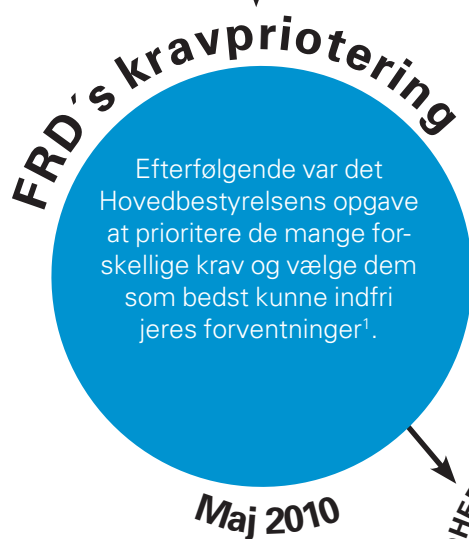 FRD´s kravpriotering
Efterfølgende var det
Hovedbestyrelsens opgave
at prioritere de mange for-
skellige krav og vælge dem
som bedst kunne indfri
jeres forventninger¹.
Maj 2010